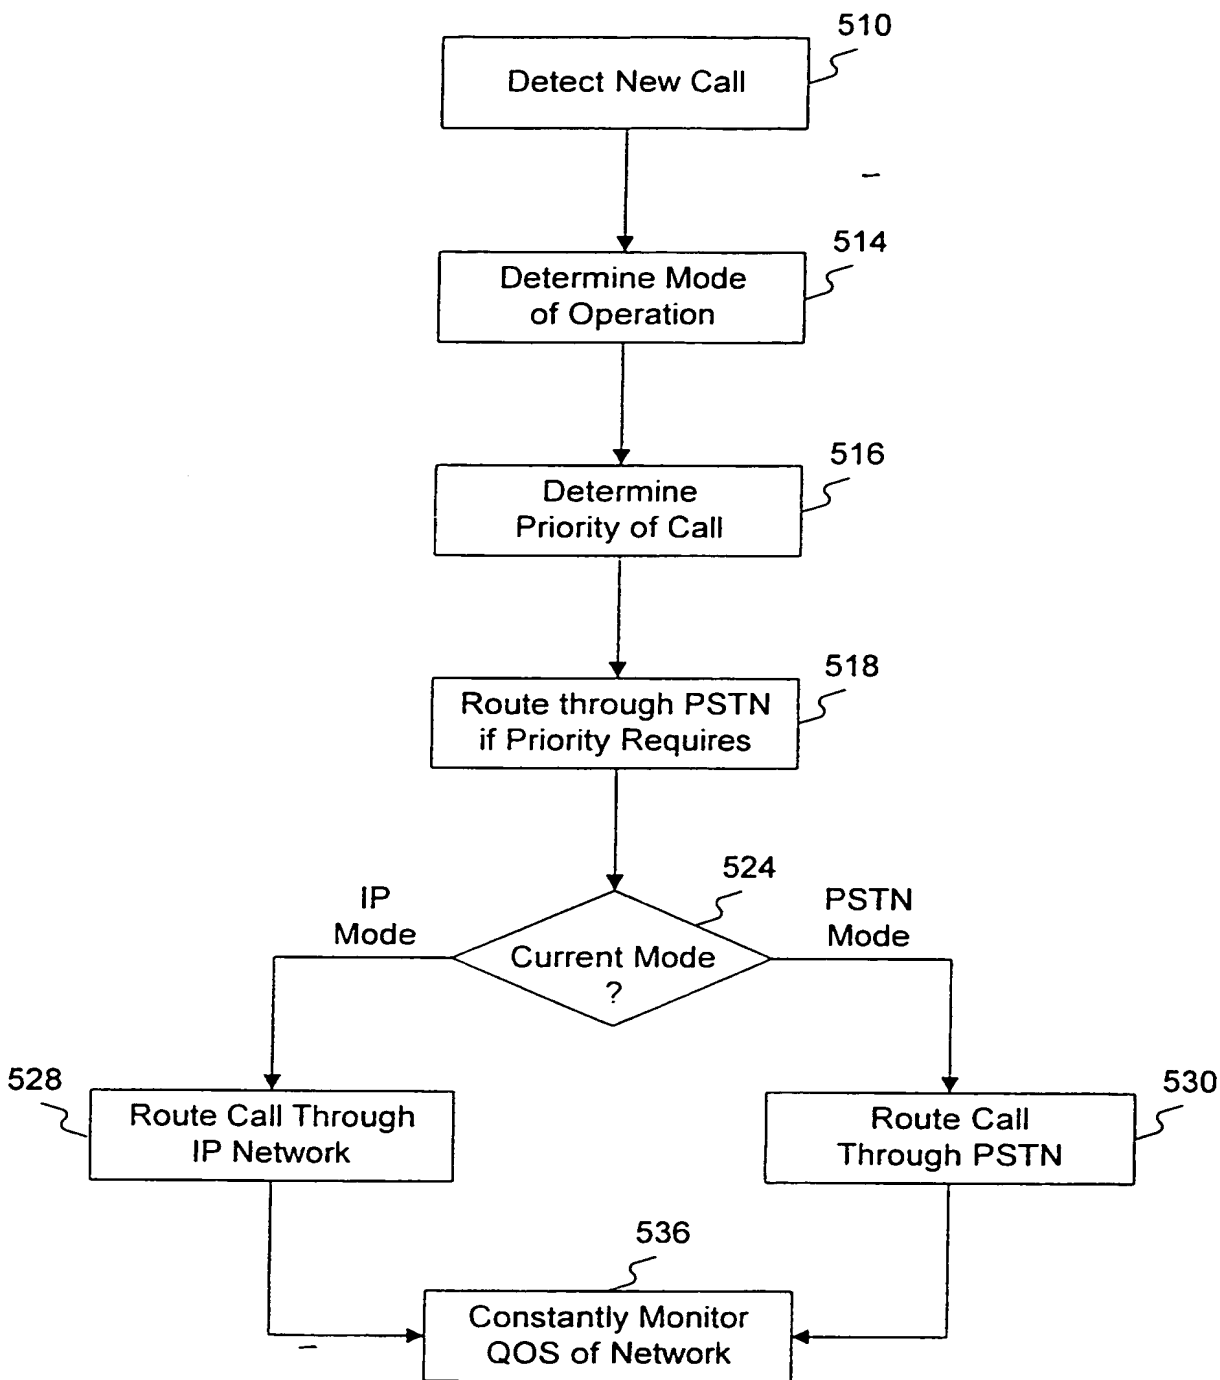 510
Detect New Call
514
Determine Mode
of Operation
516
Determine
Priority of Call
518
Route through PSTN
if Priority Requires
524
IP
Mode
PSTN
Mode
Current Mode
?
528
Route Call Through
IP Network
530
Route Call
Through PSTN
536
Constantly Monitor
QOS of Network